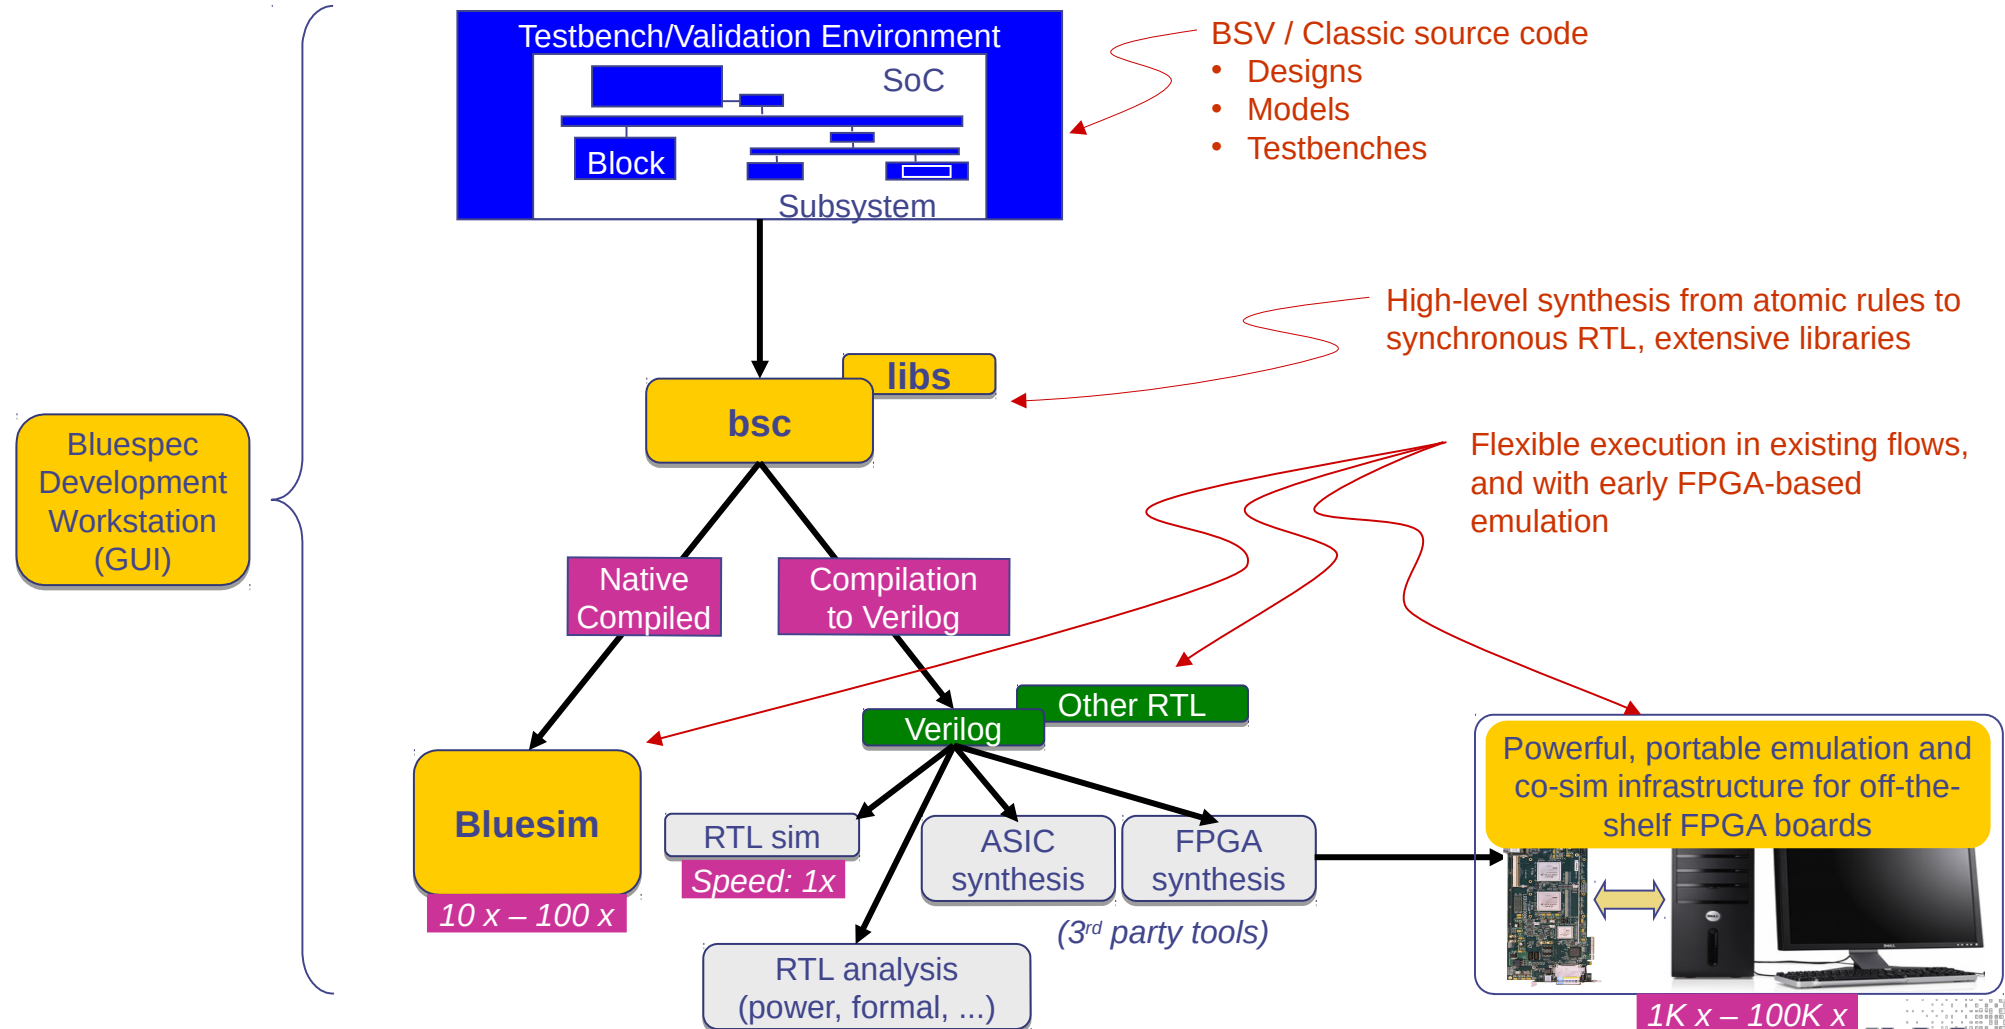 Testbench/Validation Environment
SoC
Block
Subsystem
BSV / Classic source code
• Designs
• Models
• Testbenches
High-level synthesis from atomic rules to
synchronous RTL, extensive libraries
libs
bsc
Bluespec
Development
Workstation
(GUI)
Flexible execution in existing flows,
and with early FPGA-based
emulation
Native
Compiled
Compilation
to Verilog
Other RTL
Verilog
Bluesim
10 x – 100 x
RTL sim
Speed: 1x
ASIC
synthesis
FPGA
synthesis
(3rd party tools)
RTL analysis
(power, formal, ...)
Powerful, portable emulation and
co-sim infrastructure for off-the-
shelf FPGA boards
1K x – 100K x